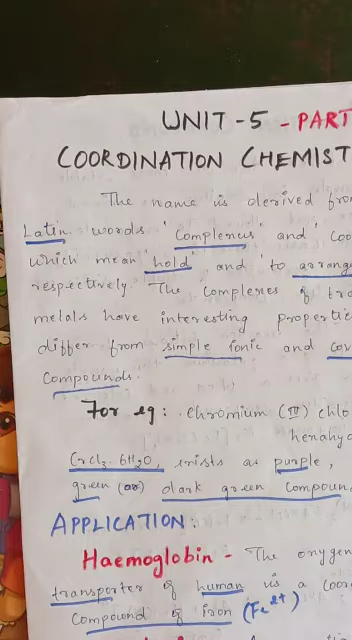 UNIT - 5 - PART
COORDINATION CHEMIST
The name is derived from
Latin words 'Complexus' and 'Coo
which mean 'hold' and 'to arrange
respectively. The Complexes of tra
metals have interesting propertie
differ from simple ionic and cov
Compounds.
For eg: Chromium (III) chlo
henahy
CrCl3. 6H2O, exists as purple,
green (or) dark green compoun
APPLICATION:
Haemoglobin - The oxygen
transporter of human is a coor
Compound of iron (Fe2+)